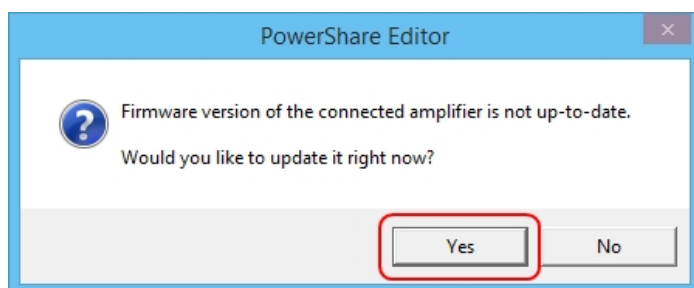 PowerShare Editor
Firmware version of the connected amplifier is not up-to-date.
Would you like to update it right now?
Yes No